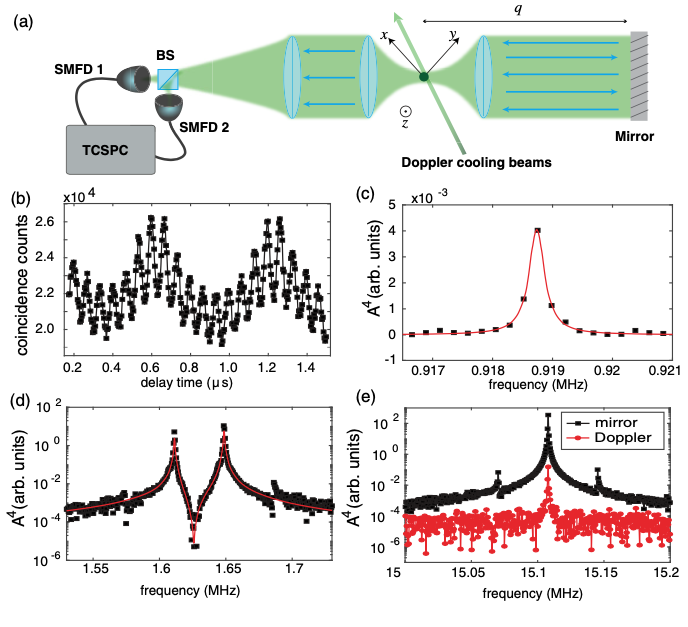 (a)
q
BS
x
y
SMFD 1
z
SMFD 2
TCSPC
Mirror
Doppler cooling beams
(b)
x10 4
coincidence counts
2.6
2.4
2.2
2.0
0.2 0.4 0.6 0.8 1.0 1.2 1.4
delay time (μs)
(c)
x10 -3
A4 (arb. units)
5
4
3
2
1
0
-1
0.917 0.918 0.919 0.92 0.921
frequency (MHz)
(d)
A4 (arb. units)
10 2
10 0
10 -2
10 -4
10 -6
1.55 1.6 1.65 1.7
frequency (MHz)
(e)
A4 (arb. units)
10 2
10 0
10 -2
10 -4
10 -6
mirror
Doppler
15 15.05 15.11 15.15 15.2
frequency (MHz)